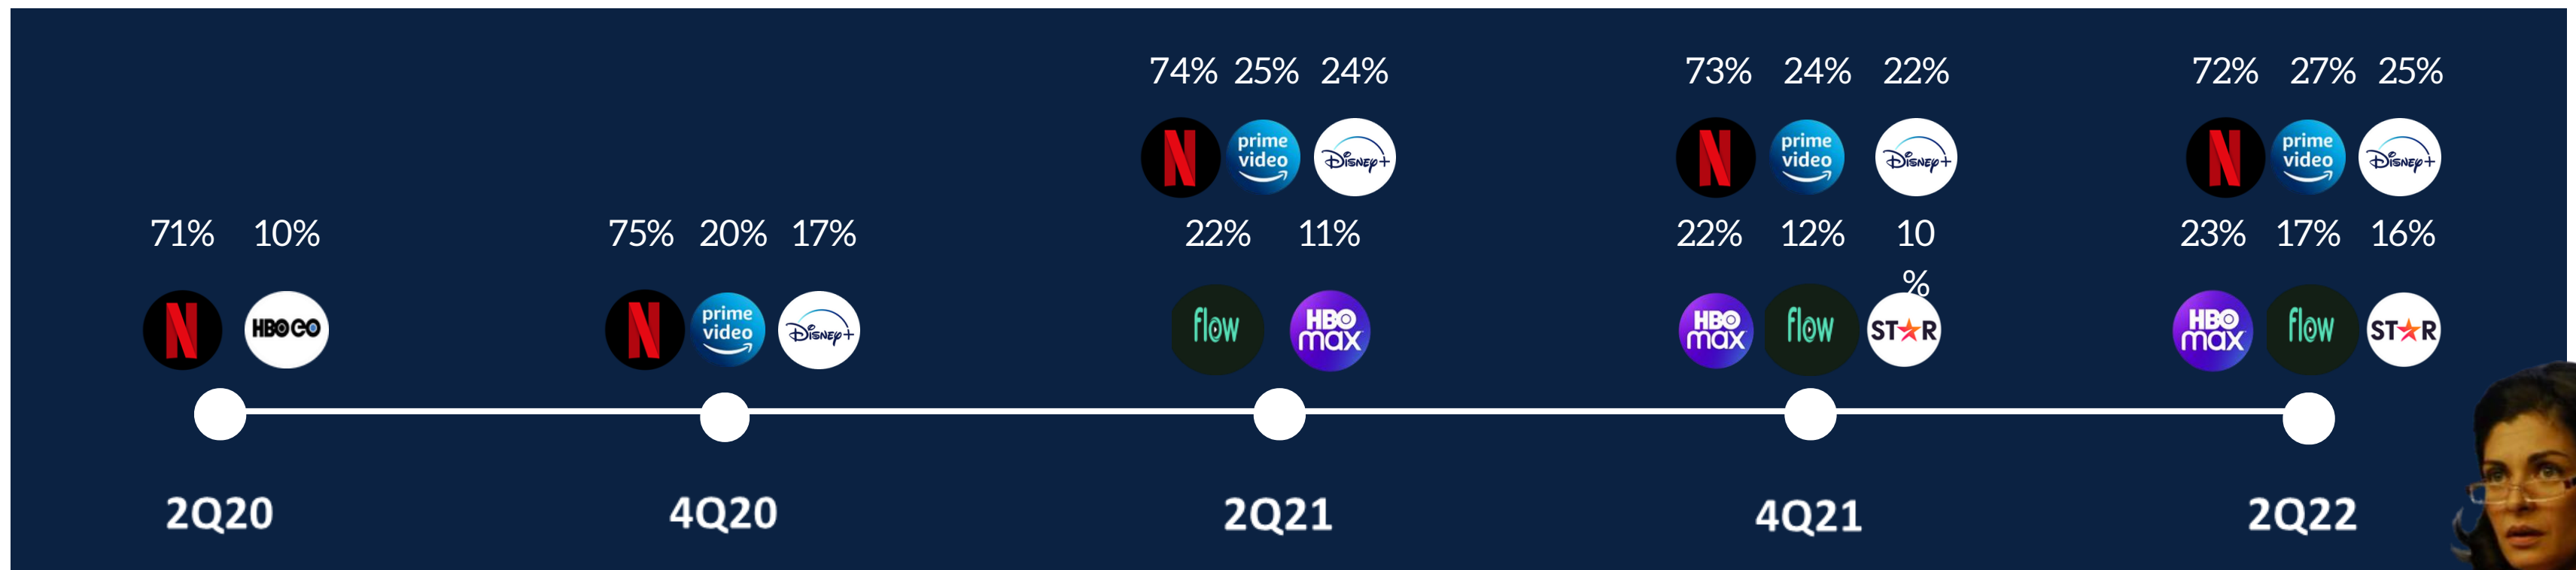 74% 25% 24%
73% 24% 22%
72% 27% 25%
N prime video Disney+
N prime video Disney+
N prime video Disney+
71% 10%
75% 20% 17%
22% 11%
22% 12% 10
%
23% 17% 16%
N HBO GO
N prime video Disney+
flow HBO max
HBO max flow ST★R
HBO max flow ST★R
2Q20
4Q20
2Q21
4Q21
2Q22